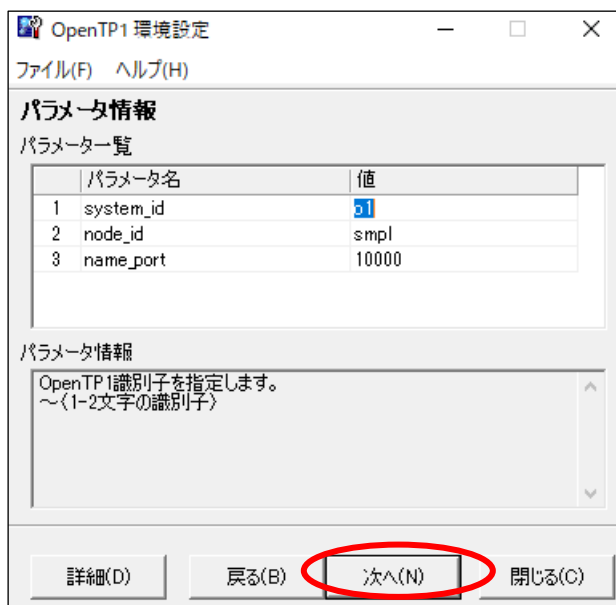 OpenTP1 環境設定
ファイル(F) ヘルプ(H)
パラメータ情報
パラメータ一覧
パラメータ名 値
1 system_id o1
2 node_id smpl
3 name_port 10000
パラメータ情報
OpenTP1識別子を指定します。
～〈1-2文字の識別子〉
詳細(D) 戻る(B) 次へ(N) 閉じる(C)